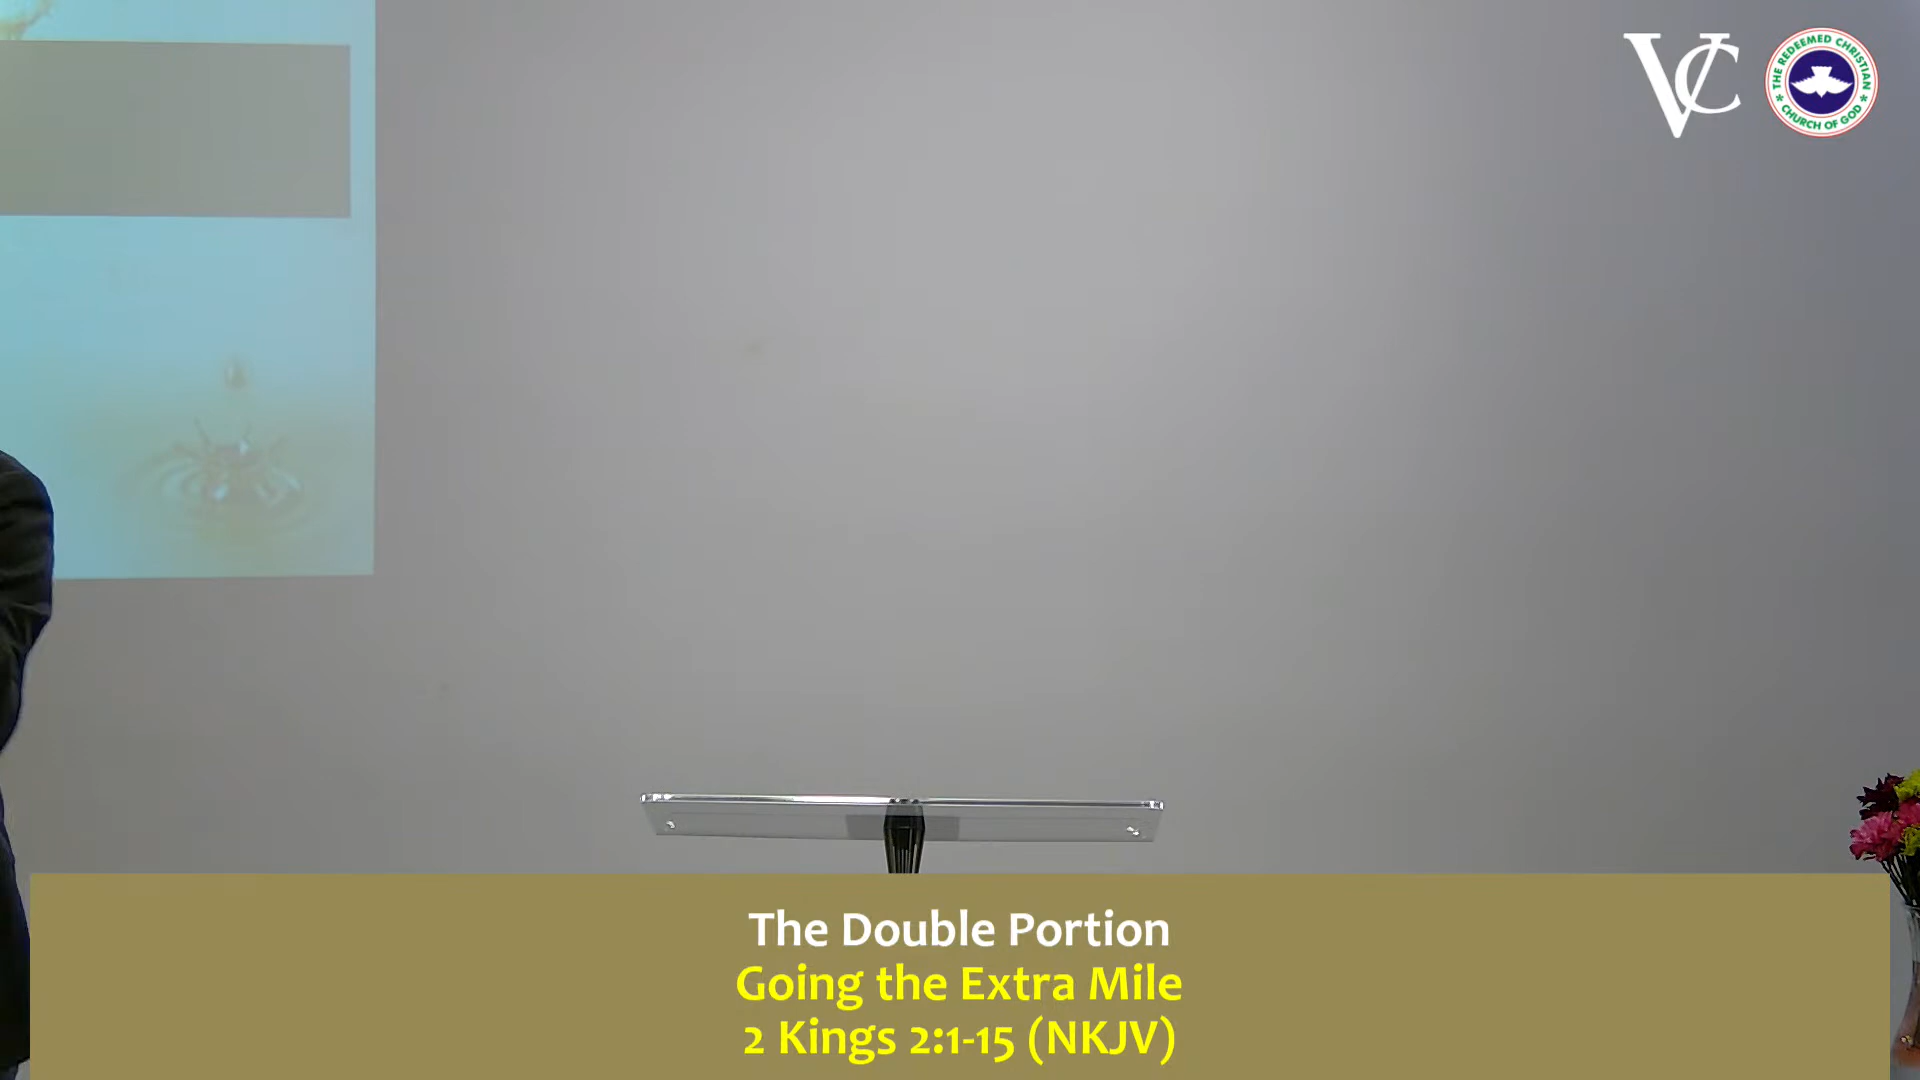 VC
THE REDEEMED CHRISTIAN
CHURCH OF GOD
The Double Portion
Going the Extra Mile
2 Kings 2:1-15 (NKJV)